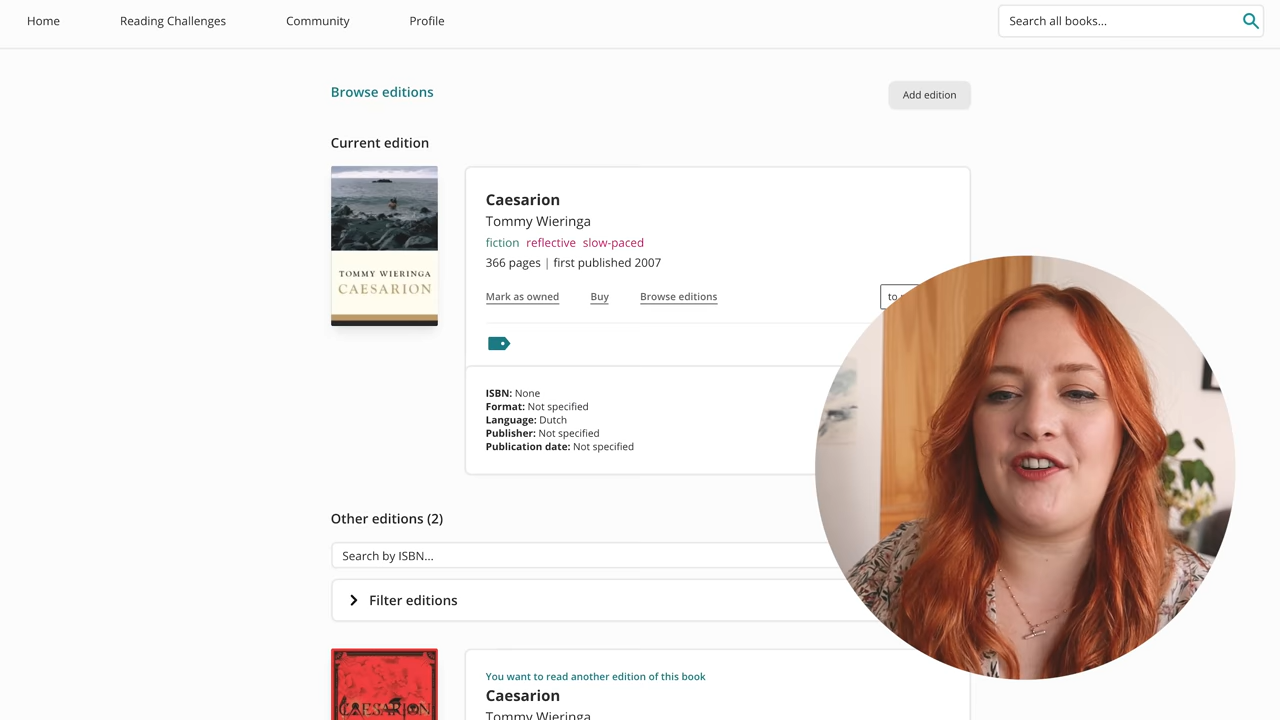 Home Reading Challenges Community Profile Search all books...
Browse editions
Add edition
Current edition
TOMMY WIERINGA
CAESARION
Caesarion
Tommy Wieringa
fiction reflective slow-paced
366 pages | first published 2007
Mark as owned Buy Browse editions to
ISBN: None
Format: Not specified
Language: Dutch
Publisher: Not specified
Publication date: Not specified
Other editions (2)
Search by ISBN...
Filter editions
CAESARION
You want to read another edition of this book
Caesarion
Tommy Wieringa